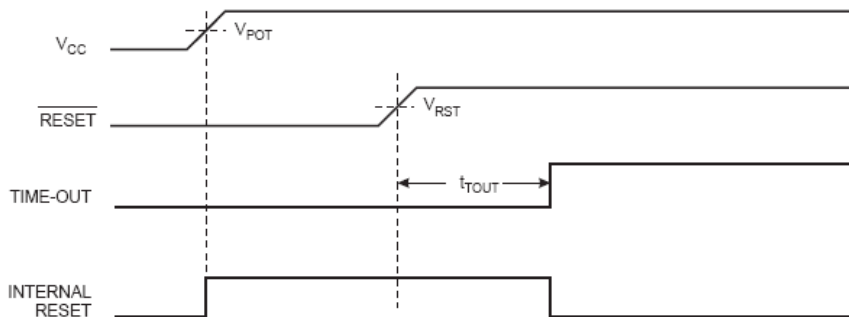 V_CC
V_POT
RESET
V_RST
TIME-OUT
t_TOUT
INTERNAL
RESET